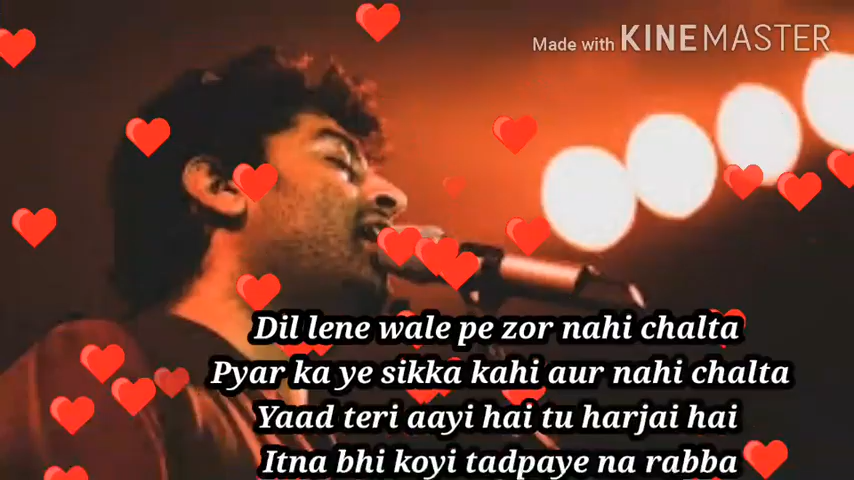 Made with KINEMASTER
Dil lene wale pe zor nahi chalta
Pyar ka ye sikka kahi aur nahi chalta
Yaad teri aayi hai tu harjai hai
Itna bhi koyi tadpaye na rabba